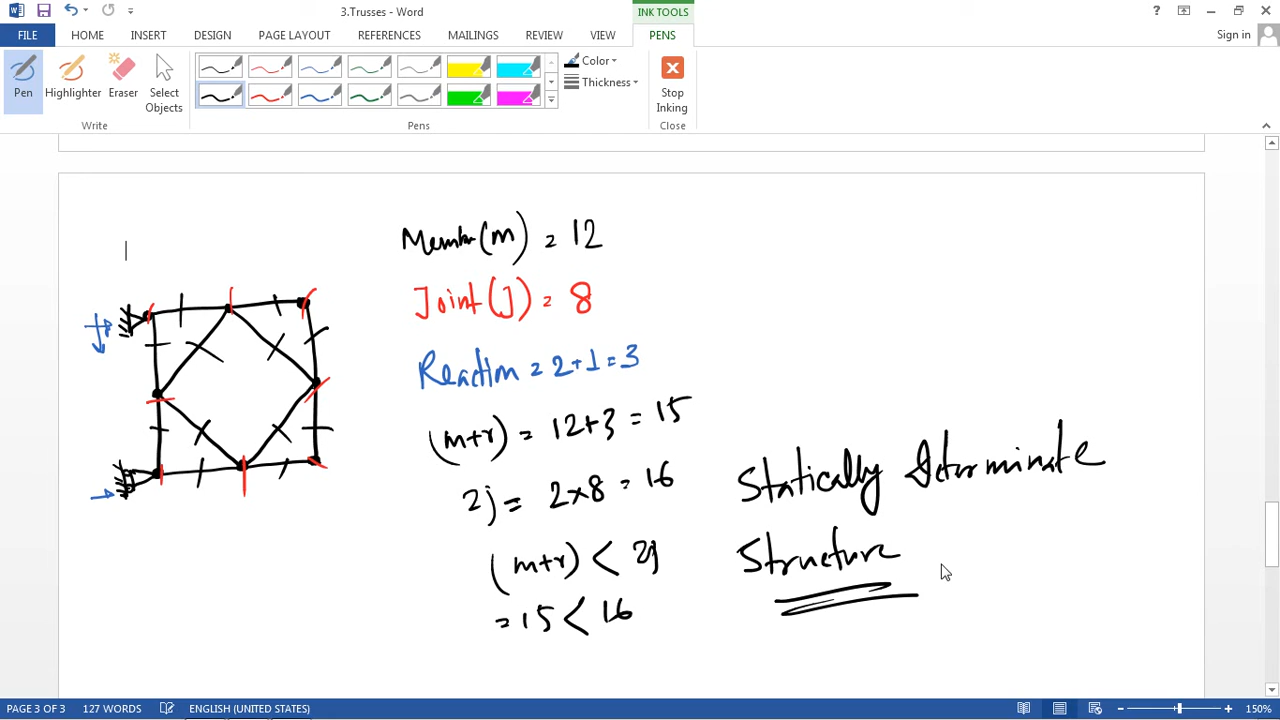 3.Trusses - Word
INK TOOLS
? 
Sign in
FILE HOME INSERT DESIGN PAGE LAYOUT REFERENCES MAILINGS REVIEW VIEW PENS
Pen Highlighter Eraser Select Objects
Color
Thickness
Stop Inking
Write Pens Close
Member(m) = 12
Joint(J) = 8
Reaction = 2+1=3
(m+r) = 12+3 = 15
2j = 2x8 = 16
(m+r) < 2j
= 15 < 16
Statically Determinate
Structure
PAGE 3 OF 3 127 WORDS ENGLISH (UNITED STATES) 150%